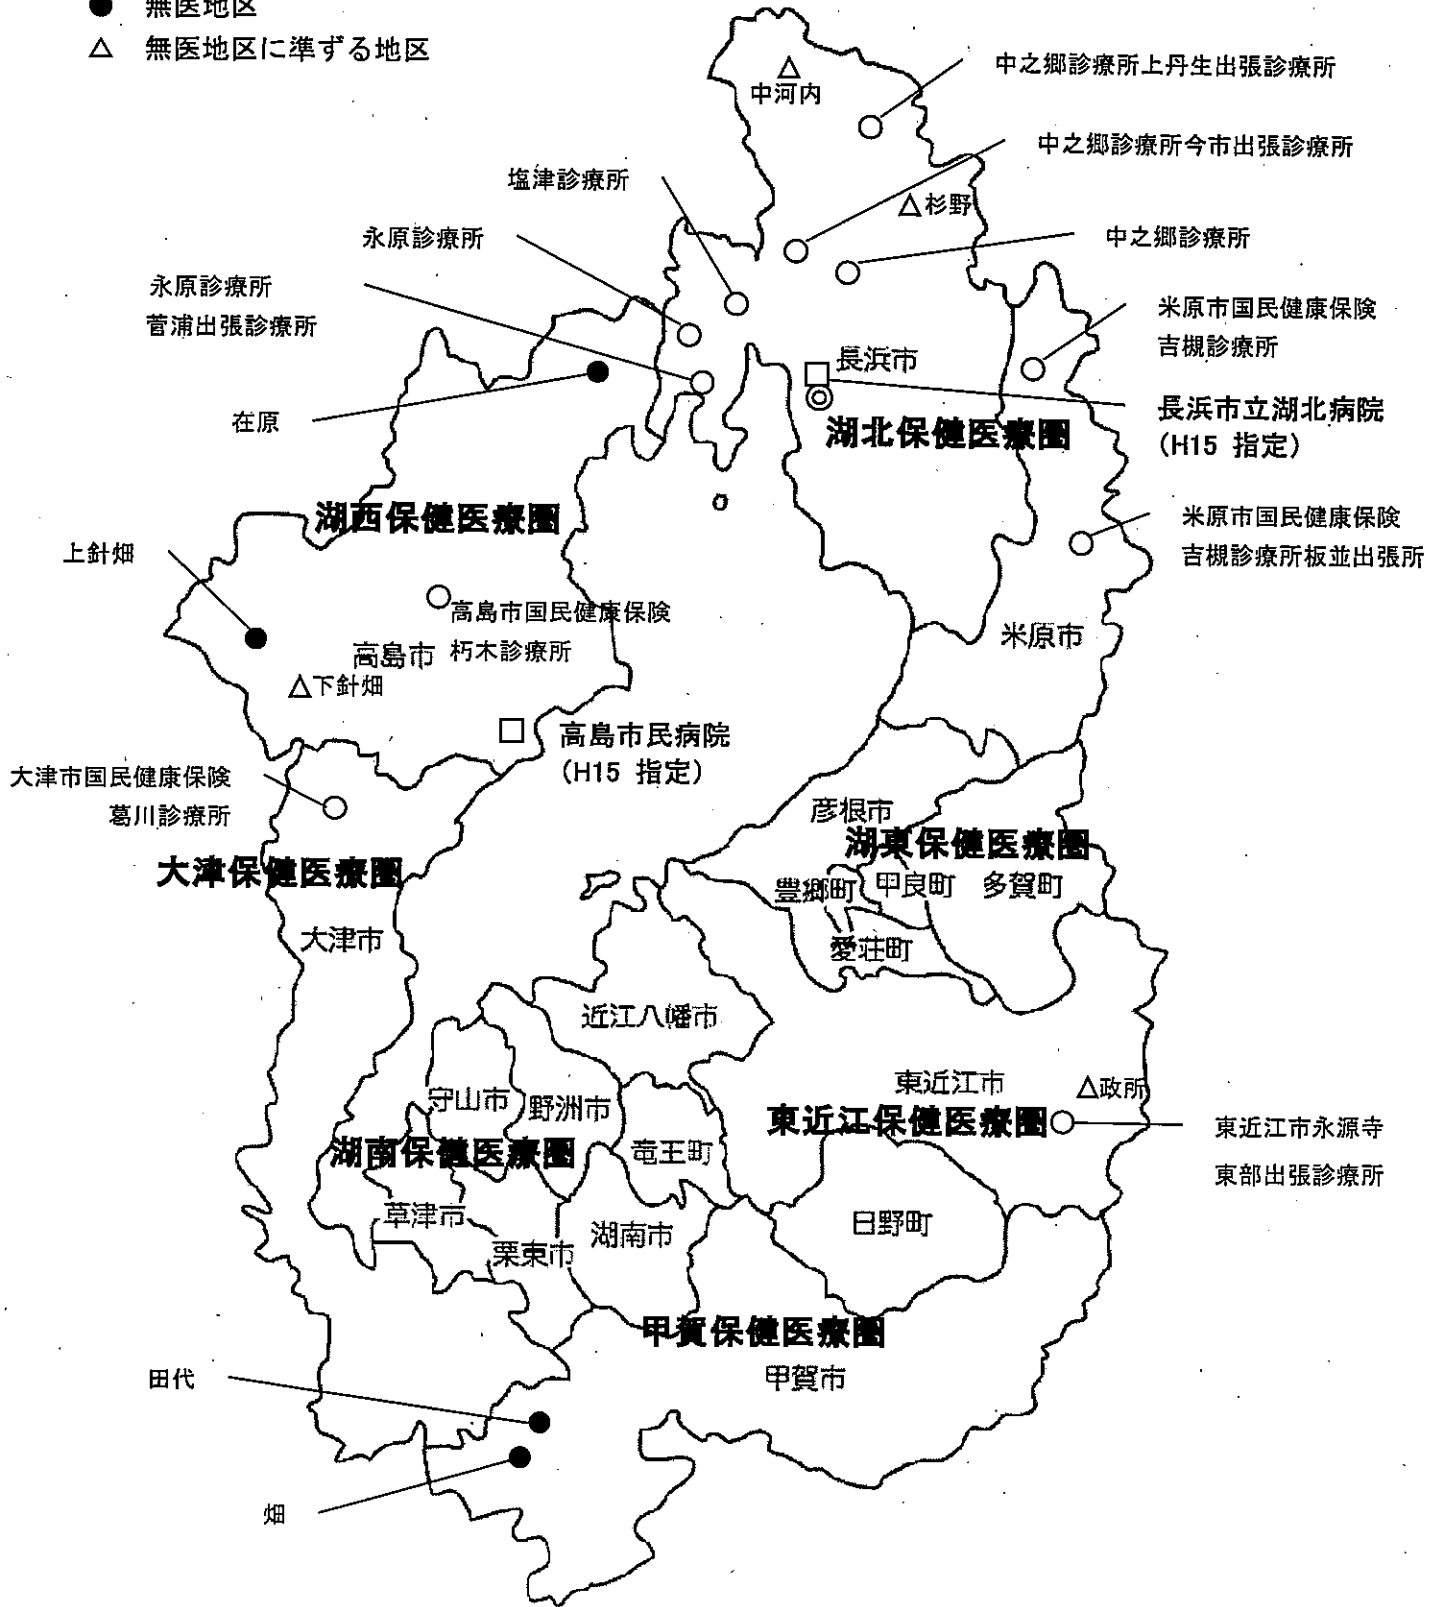 無医地区
無医地区に準ずる地区
中河内
中之郷診療所上丹生出張診療所
中之郷診療所今市出張診療所
塩津診療所
杉野
永原診療所
中之郷診療所
永原診療所
菅浦出張診療所
米原市国民健康保険
吉槻診療所
長浜市
在原
長浜市立湖北病院
(H15 指定)
湖北保健医療圏
湖西保健医療圏
米原市国民健康保険
吉槻診療所板並出張所
上針畑
高島市国民健康保険
朽木診療所
高島市
米原市
下針畑
高島市民病院
(H15 指定)
大津市国民健康保険
葛川診療所
彦根市
湖東保健医療圏
大津保健医療圏
豊郷町
甲良町
多賀町
大津市
愛荘町
近江八幡市
東近江市
政所
守山市
野洲市
東近江保健医療圏
東近江市永源寺
東部出張診療所
湖南保健医療圏
竜王町
草津市
日野町
湖南市
栗東市
甲賀保健医療圏
甲賀市
田代
畑